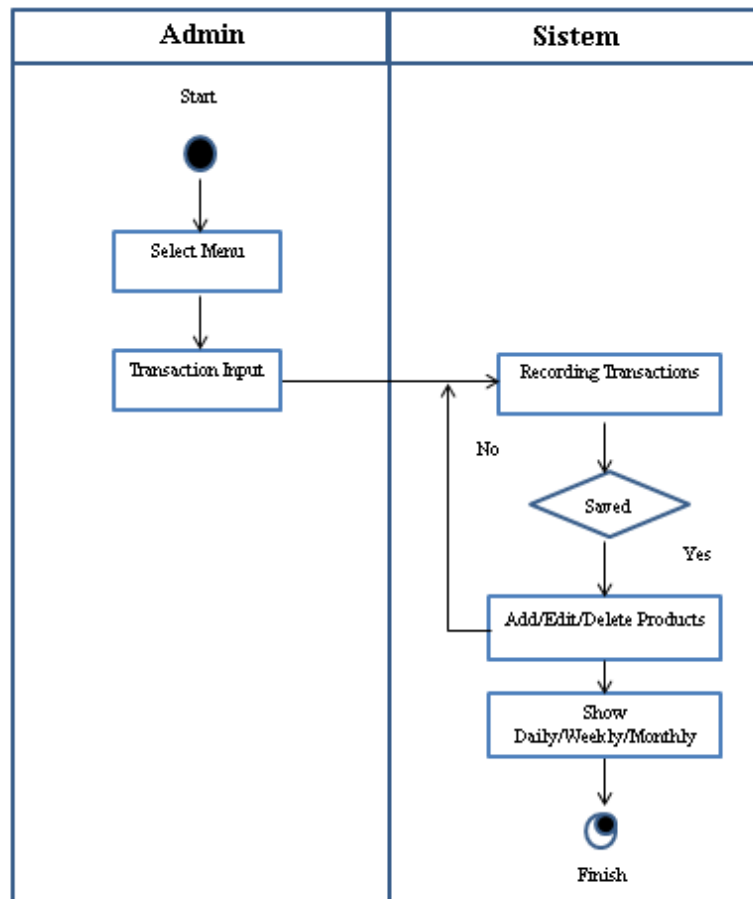 Admin
Sistem
Start
Select Menu
Transaction Input
Recording Transactions
No
Saved
Yes
Add/Edit/Delete Products
Show
Daily/Weekly/Monthly
Finish